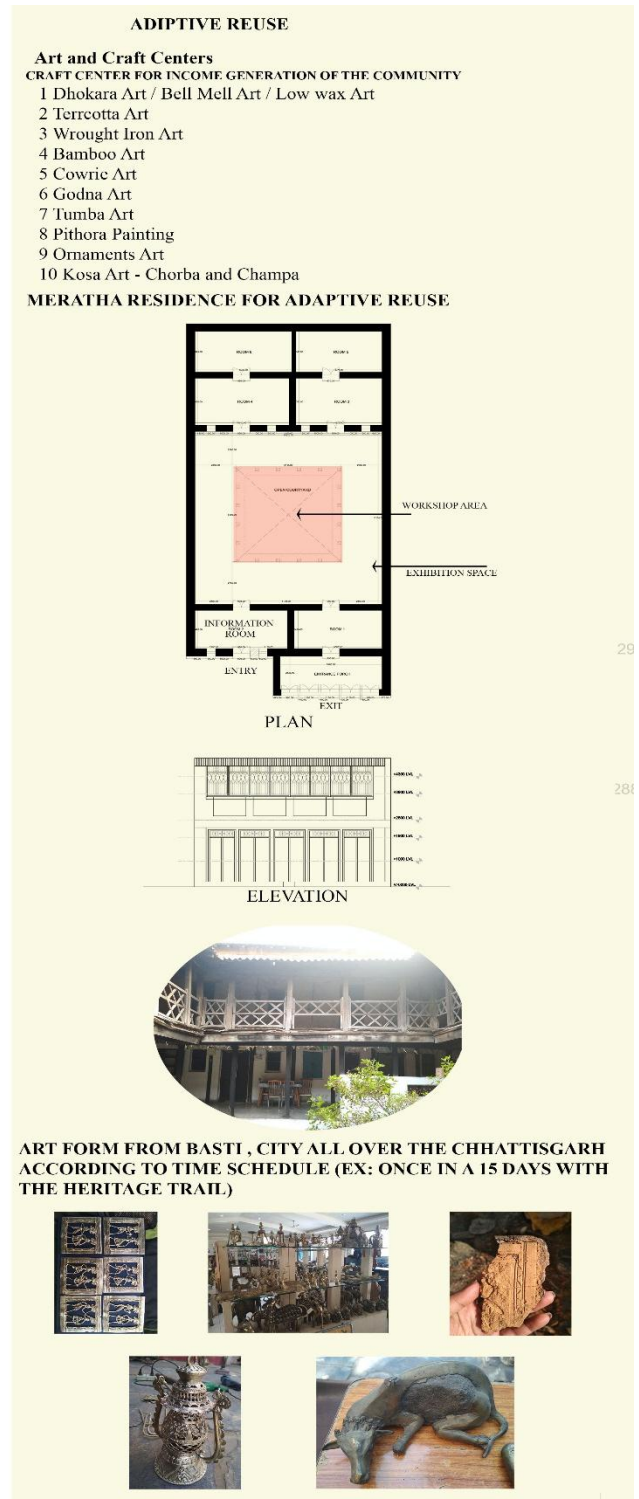 ADIPTIVE REUSE
Art and Craft Centers
CRAFT CENTER FOR INCOME GENERATION OF THE COMMUNITY
1 Dhokara Art / Bell Mell Art / Low wax Art
2 Terrcotta Art
3 Wrought Iron Art
4 Bamboo Art
5 Cowrie Art
6 Godna Art
7 Tumba Art
8 Pithora Painting
9 Ornaments Art
10 Kosa Art - Chorba and Champa
MERATHA RESIDENCE FOR ADAPTIVE REUSE
WORKSHOP AREA
EXHIBITION SPACE
INFORMATION
ROOM
ENTRY
ENTRANCE PORCH
EXIT
PLAN
ELEVATION
ART FORM FROM BASTI , CITY ALL OVER THE CHHATTISGARH
ACCORDING TO TIME SCHEDULE (EX: ONCE IN A 15 DAYS WITH
THE HERITAGE TRAIL)